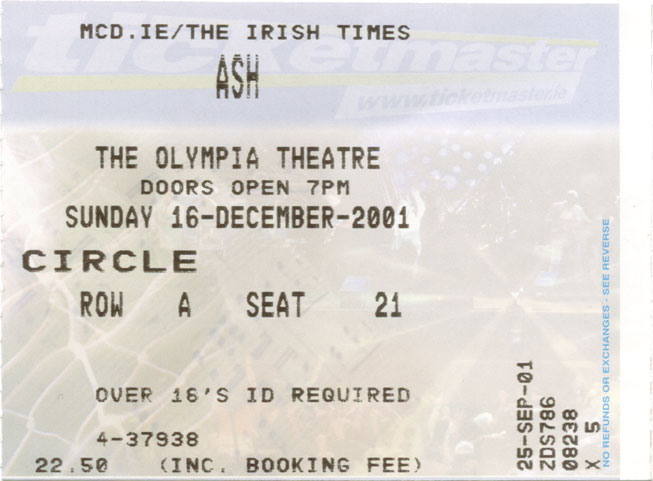 ticketmaster
www.ticketmaster.ie
MCD.IE/THE IRISH TIMES
ASH
THE OLYMPIA THEATRE
DOORS OPEN 7PM
SUNDAY 16-DECEMBER-2001
CIRCLE
ROW A SEAT 21
OVER 18'S ID REQUIRED
4-37938
22.50 (INC. BOOKING FEE)
25-SEP-01
ZDS786
08238
X 5
NO REFUNDS OR EXCHANGES - SEE REVERSE